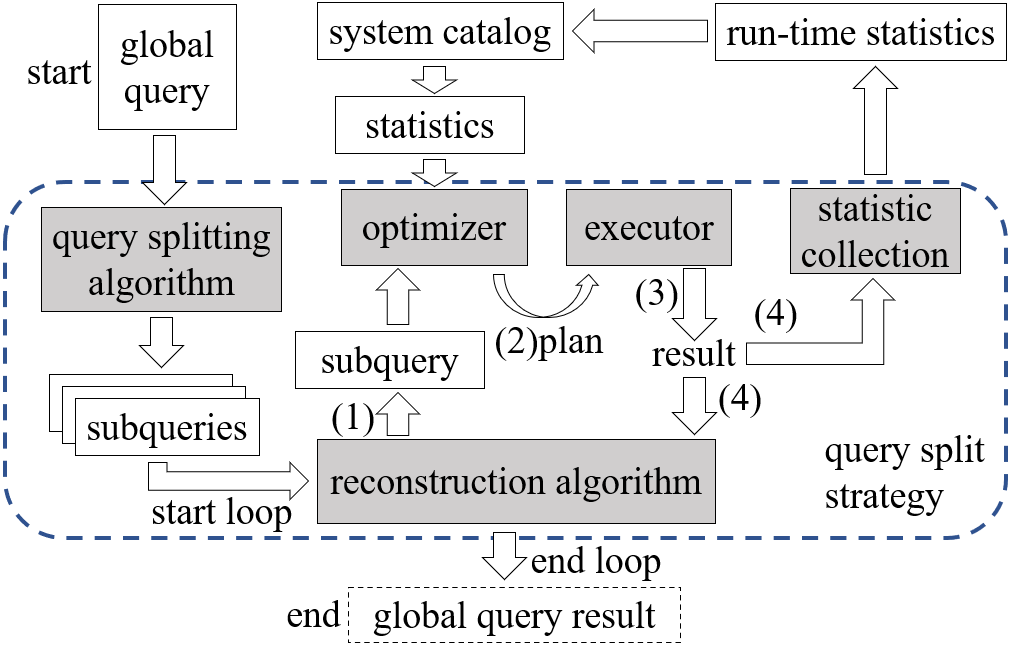 start
global
query
system catalog
run-time statistics
statistics
query splitting
algorithm
optimizer
executor
statistic
collection
(2)plan
(3)
(4)
result
subquery
(1)
(4)
subqueries
start loop
reconstruction algorithm
query split
strategy
end loop
end
global query result